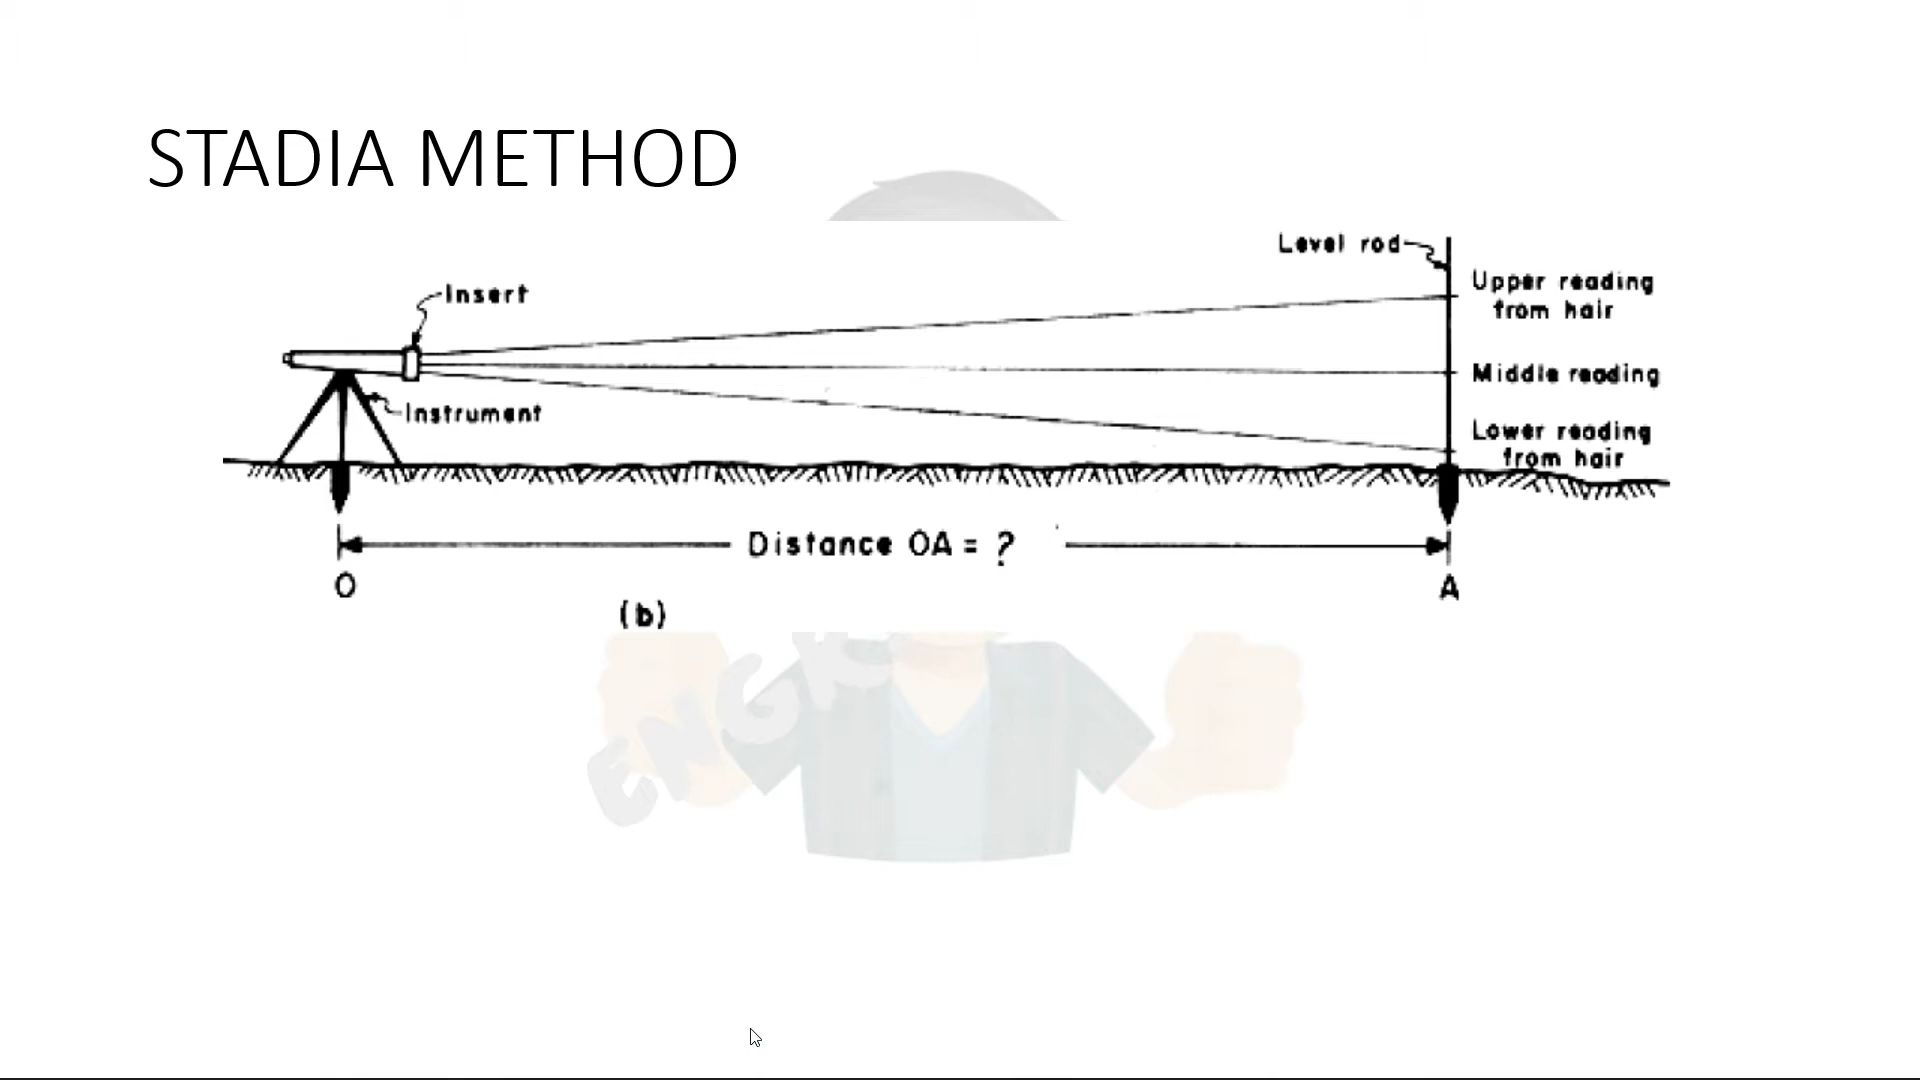 STADIA METHOD
Level rod
Upper reading
from hair
Insert
Middle reading
Instrument
Lower reading
from hair
Distance OA = ?
O
A
(b)